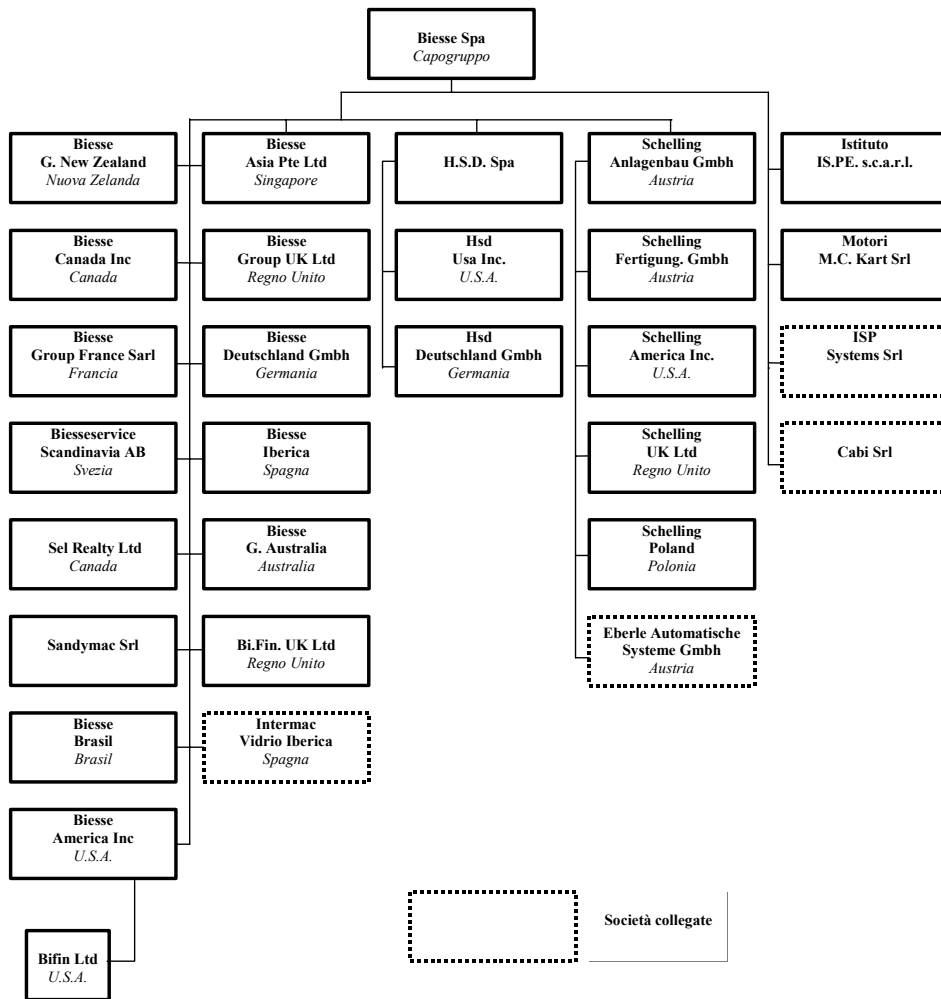 Biesse Spa
Capogruppo
Biesse
G. New Zealand
Nuova Zelanda
Biesse
Asia Pte Ltd
Singapore
H.S.D. Spa
Schelling
Anlagenbau Gmbh
Austria
Istituto
IS.PE. s.c.a.r.l.
Biesse
Canada Inc
Canada
Biesse
Group UK Ltd
Regno Unito
Hsd
Usa Inc.
U.S.A.
Schelling
Fertigung. Gmbh
Austria
Motori
M.C. Kart Srl
Biesse
Group France Sarl
Francia
Biesse
Deutschland Gmbh
Germania
Hsd
Deutschland Gmbh
Germania
Schelling
America Inc.
U.S.A.
ISP
Systems Srl
Biesseservice
Scandinavia AB
Svezia
Biesse
Iberica
Spagna
Schelling
UK Ltd
Regno Unito
Cabi Srl
Sel Realty Ltd
Canada
Biesse
G. Australia
Australia
Schelling
Poland
Polonia
Sandymac Srl
Bi.Fin. UK Ltd
Regno Unito
Eberle Automatische
Systeme Gmbh
Austria
Biesse
Brasil
Brasil
Intermac
Vidrio Iberica
Spagna
Biesse
America Inc
U.S.A.
Società collegate
Bifin Ltd
U.S.A.